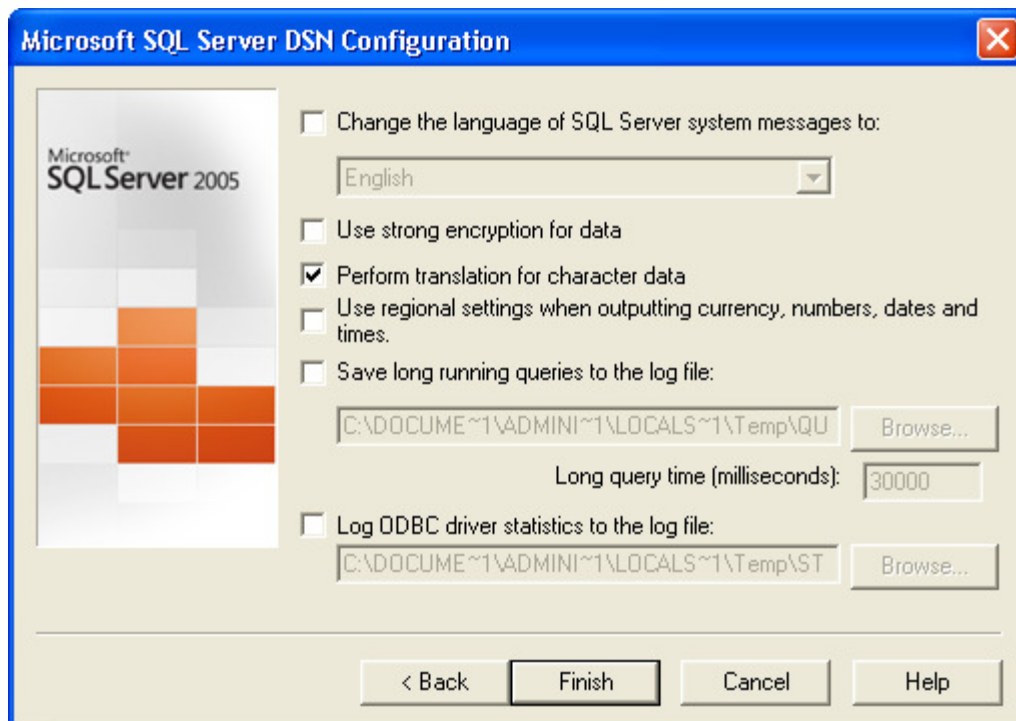 Microsoft SQL Server DSN Configuration
Microsoft®
SQL Server 2005
Change the language of SQL Server system messages to:
English
Use strong encryption for data
Perform translation for character data
Use regional settings when outputting currency, numbers, dates and
times.
Save long running queries to the log file:
C:\DOCUME~1\ADMINI~1\LOCALS~1\Temp\QU
Browse...
Long query time (milliseconds):
30000
Log ODBC driver statistics to the log file:
C:\DOCUME~1\ADMINI~1\LOCALS~1\Temp\ST
Browse...
< Back
Finish
Cancel
Help